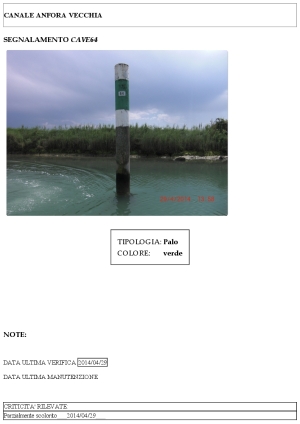 CANALE ANFORA VECCHIA
SEGNALAMENTO CAVE64
TIPOLOGIA: Palo
COLORE: verde
NOTE:
DATA ULTIMA VERIFICA 2014/04/29
DATA ULTIMA MANUTENZIONE
CRITICITA' RILEVATE
Parzialmente scolorito 2014/04/29